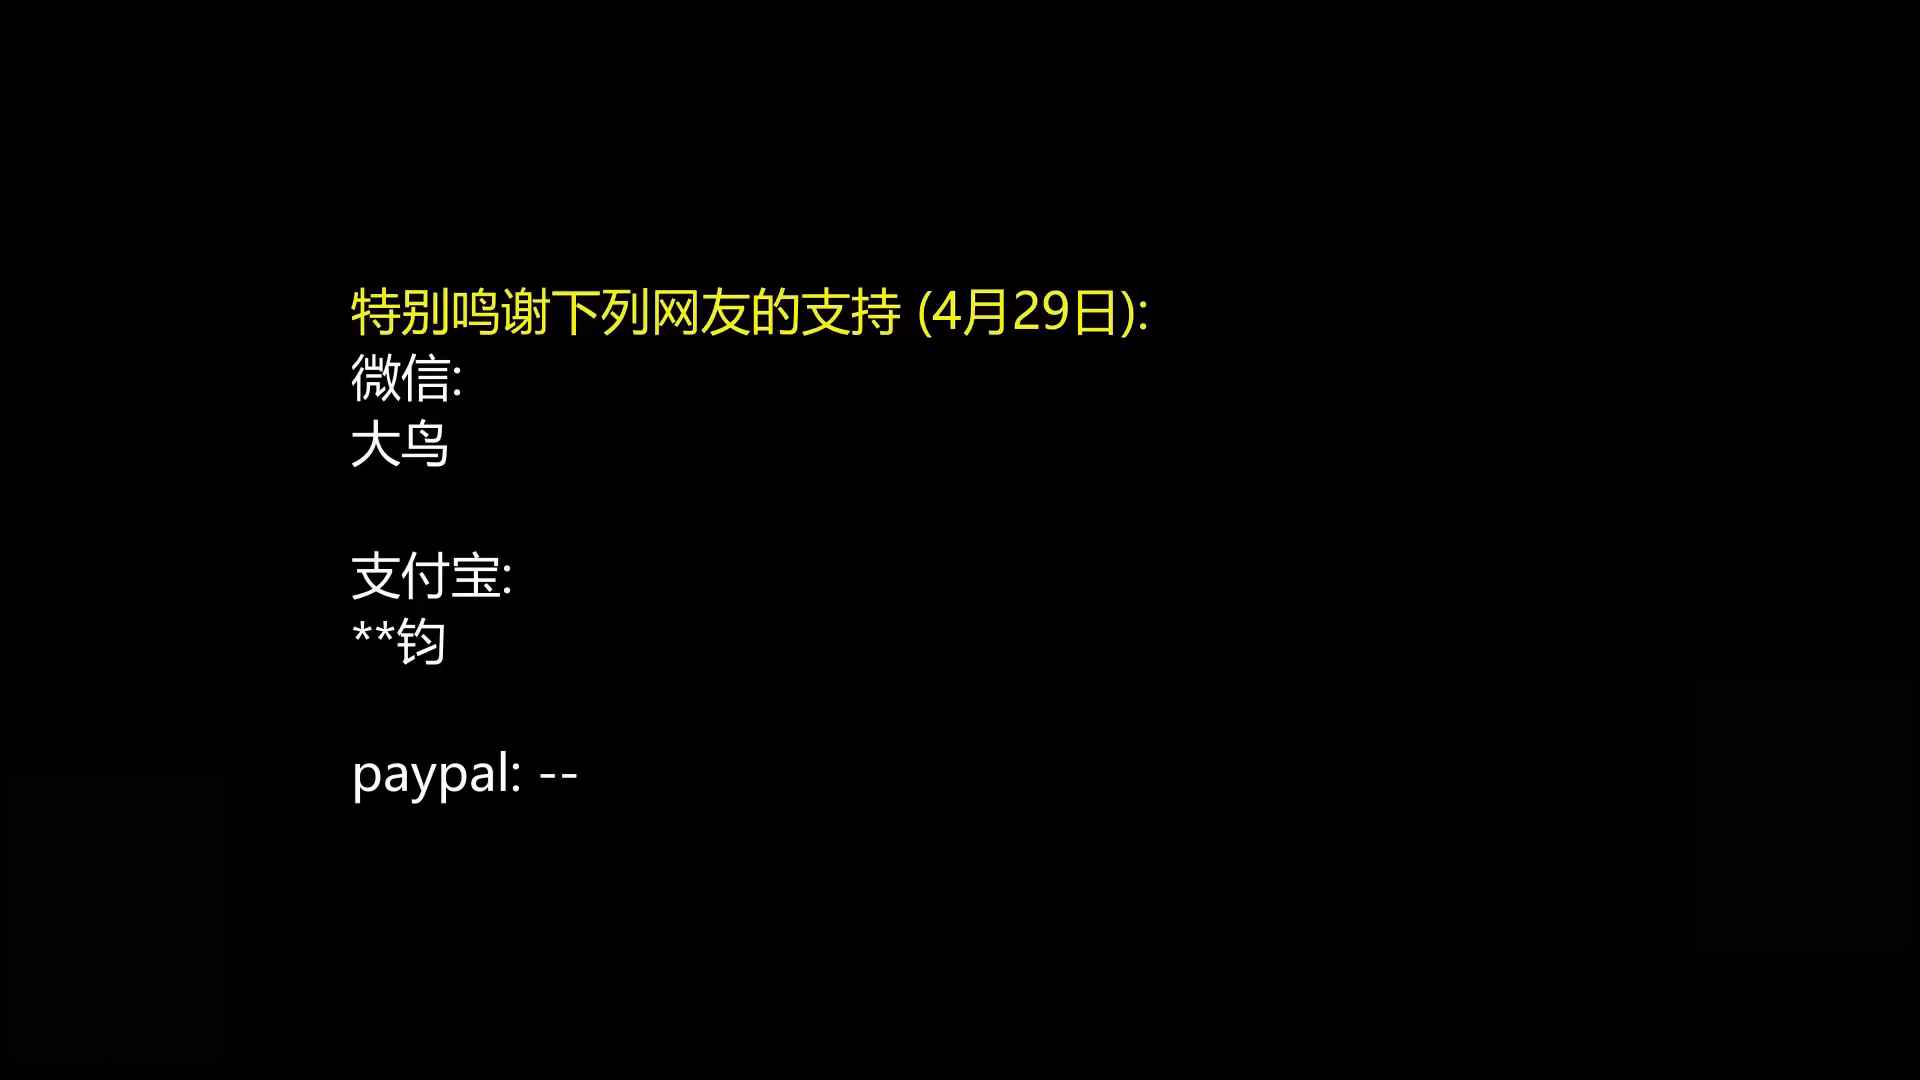 特别鸣谢下列网友的支持 (4月29日):
微信:
大鸟
支付宝:
**钧
paypal: --